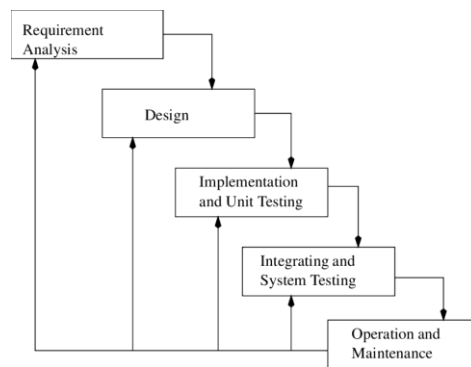 Requirement
Analysis
Design
Implementation
and Unit Testing
Integrating and
System Testing
Operation and
Maintenance